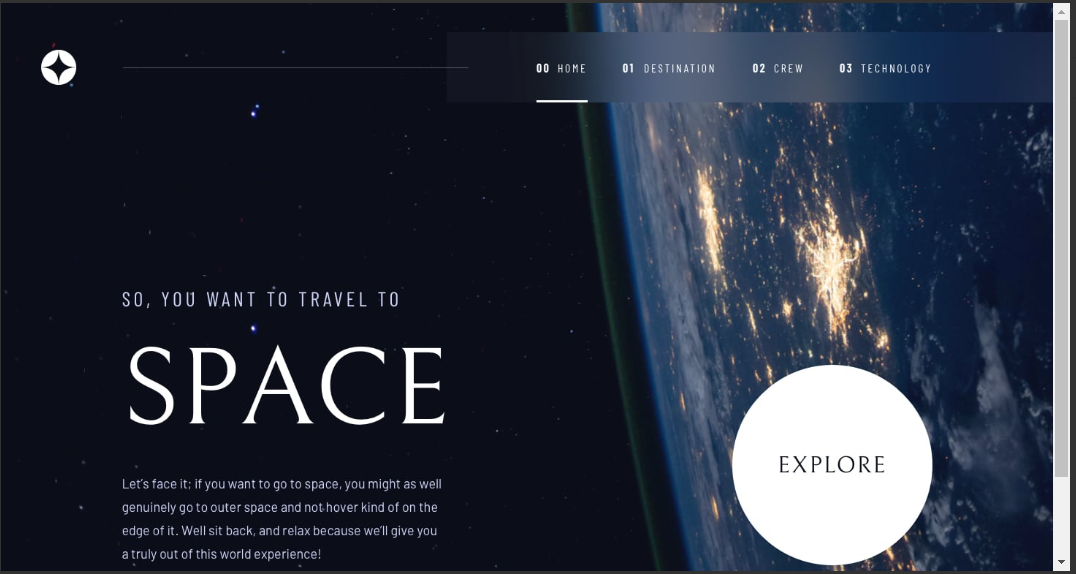 00 HOME 01 DESTINATION 02 CREW 03 TECHNOLOGY
SO, YOU WANT TO TRAVEL TO
SPACE
Let’s face it; if you want to go to space, you might as well
genuinely go to outer space and not hover kind of on the
edge of it. Well sit back, and relax because we’ll give you
a truly out of this world experience!
EXPLORE